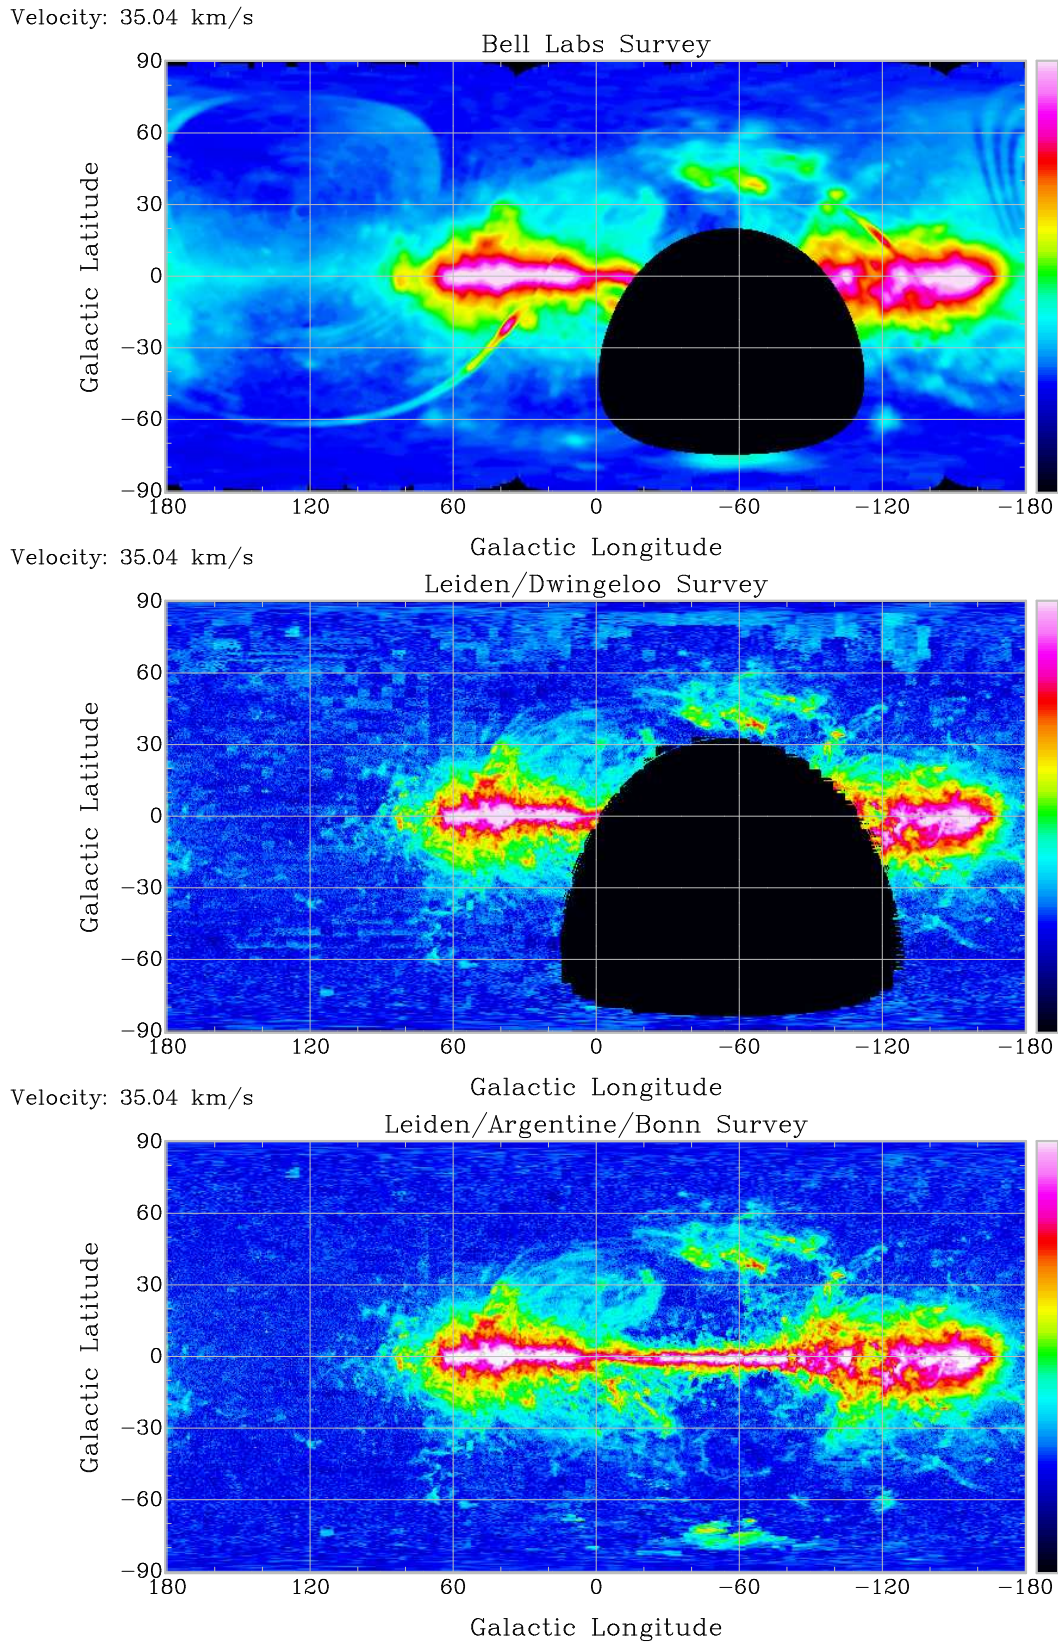 Velocity: 35.04 km/s
Bell Labs Survey
90
60
30
0
−30
−60
−90
Galactic Latitude
180 120 60 0 −60 −120 −180
Galactic Longitude
Velocity: 35.04 km/s
Leiden/Dwingeloo Survey
90
60
30
0
−30
−60
−90
Galactic Latitude
180 120 60 0 −60 −120 −180
Galactic Longitude
Velocity: 35.04 km/s
Leiden/Argentine/Bonn Survey
90
60
30
0
−30
−60
−90
Galactic Latitude
180 120 60 0 −60 −120 −180
Galactic Longitude